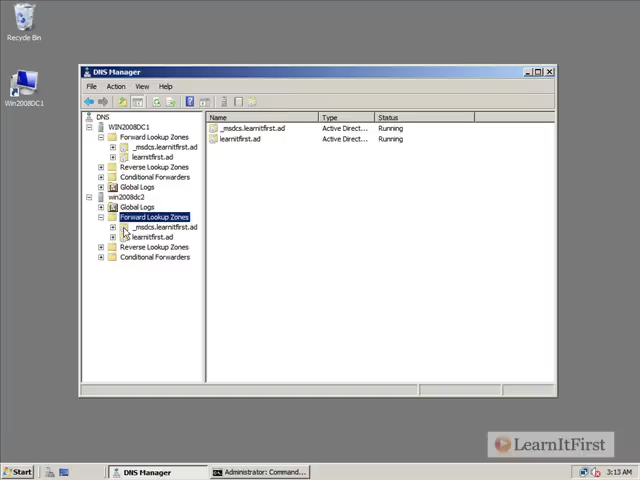 Recycle Bin
Win2008DC1
DNS Manager
File Action View Help
DNS
WIN2008DC1
Forward Lookup Zones
_msdcs.learnitfirst.ad
learnitfirst.ad
Reverse Lookup Zones
Conditional Forwarders
Global Logs
win2008dc2
Global Logs
Forward Lookup Zones
_msdcs.learnitfirst.ad
learnitfirst.ad
Reverse Lookup Zones
Conditional Forwarders
Name Type Status
_msdcs.learnitfirst.ad Active Direct... Running
learnitfirst.ad Active Direct... Running
LearnItFirst
Start DNS Manager Administrator: Command... 3:13 AM